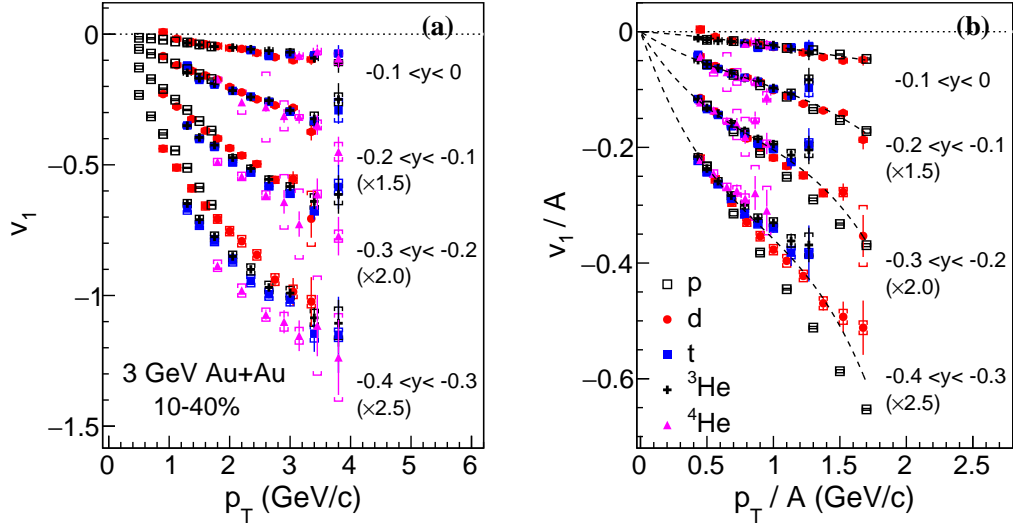 (a)
0
−0.5
−1
−1.5
v1
-0.1 <y< 0
-0.2 <y< -0.1
(×1.5)
-0.3 <y< -0.2
(×2.0)
-0.4 <y< -0.3
(×2.5)
3 GeV Au+Au
10-40%
0 1 2 3 4 5 6
pT (GeV/c)
(b)
0
−0.2
−0.4
−0.6
v1 / A
-0.1 <y< 0
-0.2 <y< -0.1
(×1.5)
-0.3 <y< -0.2
(×2.0)
-0.4 <y< -0.3
(×2.5)
p
d
t
3He
4He
0 0.5 1 1.5 2 2.5
pT / A (GeV/c)